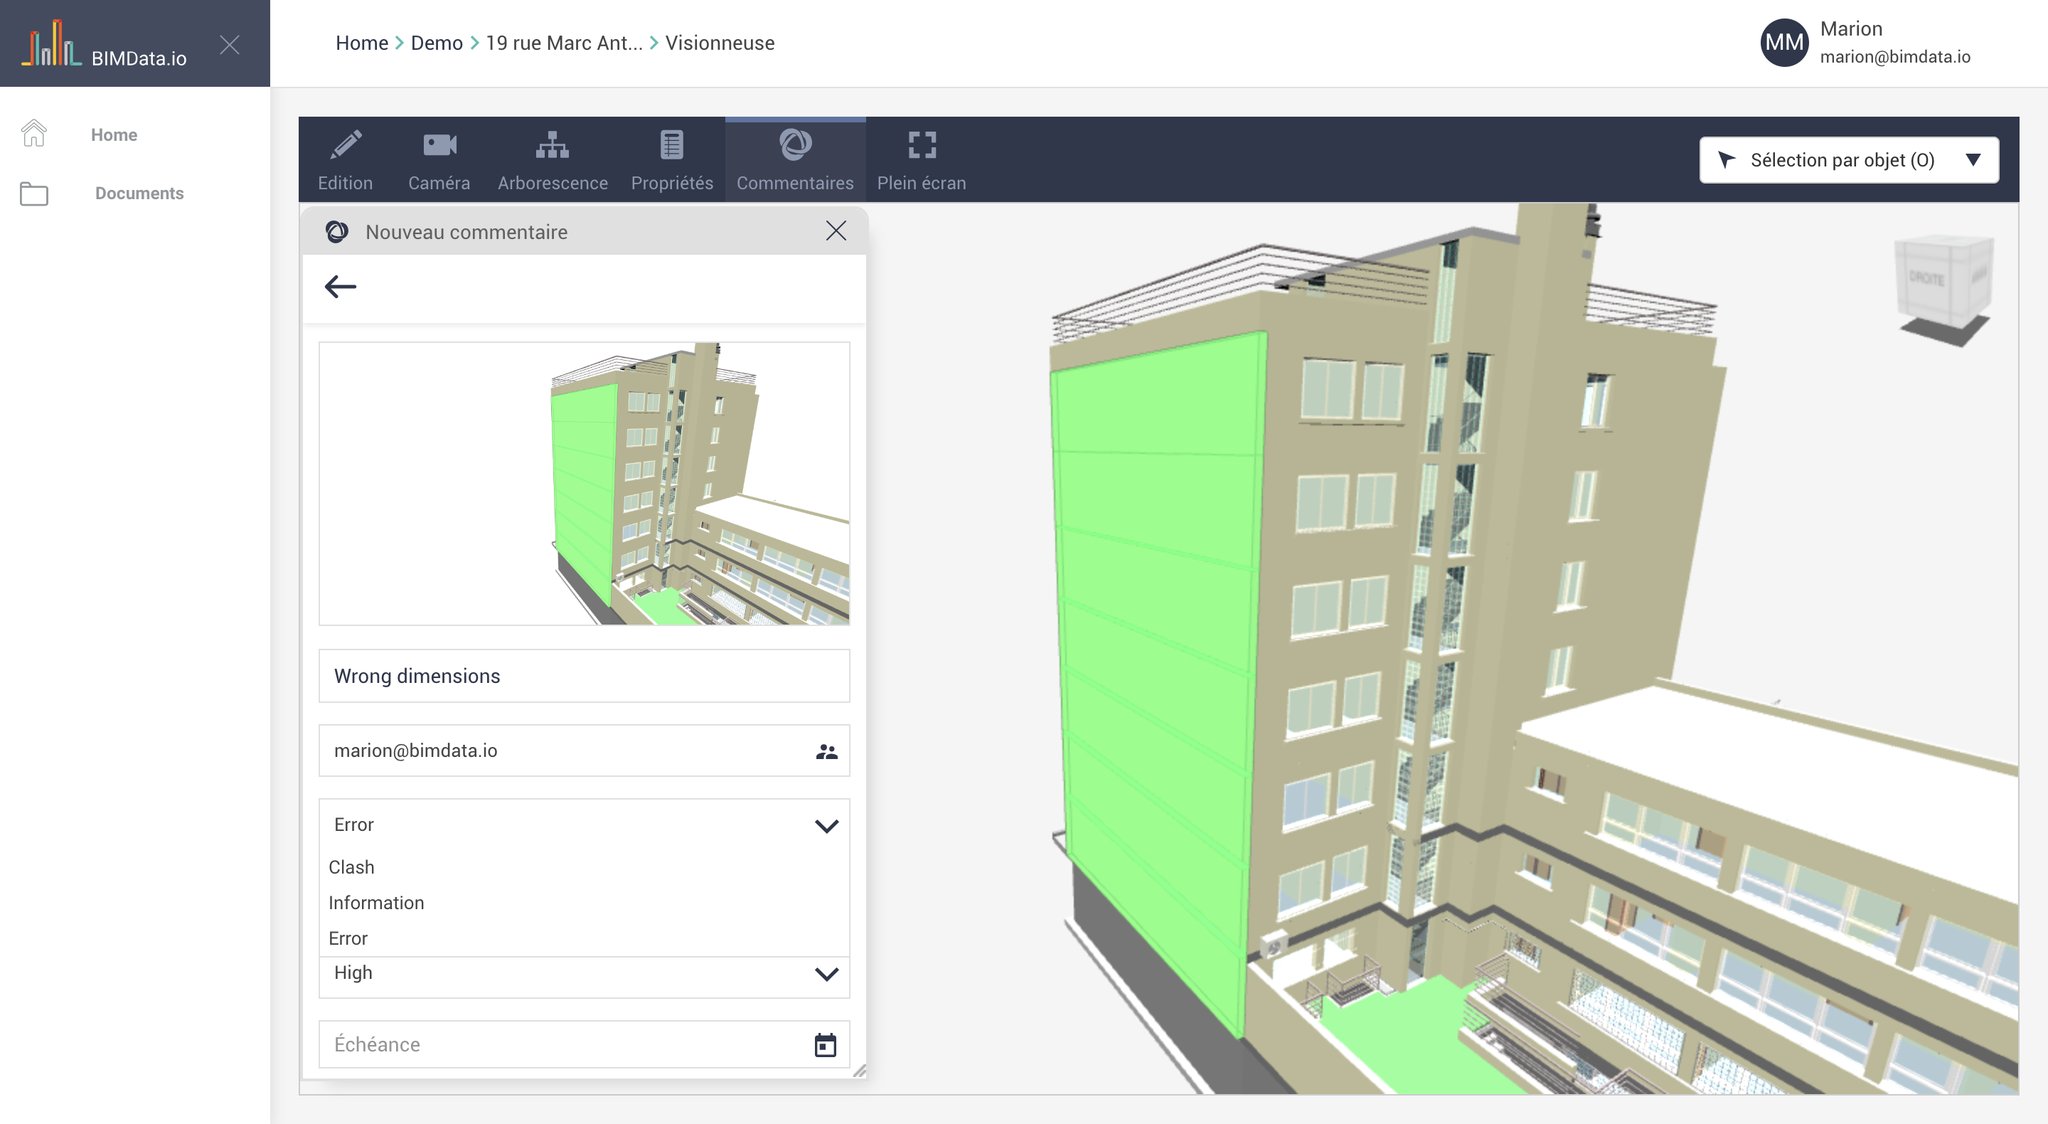 BIMData.io
Home > Demo > 19 rue Marc Ant... > Visionneuse
MM
Marion
marion@bimdata.io
Home
Documents
Edition
Caméra
Arborescence
Propriétés
Commentaires
Plein écran
Sélection par objet (O)
Nouveau commentaire
DROITE
Wrong dimensions
marion@bimdata.io
Error
Clash
Information
Error
High
Échéance